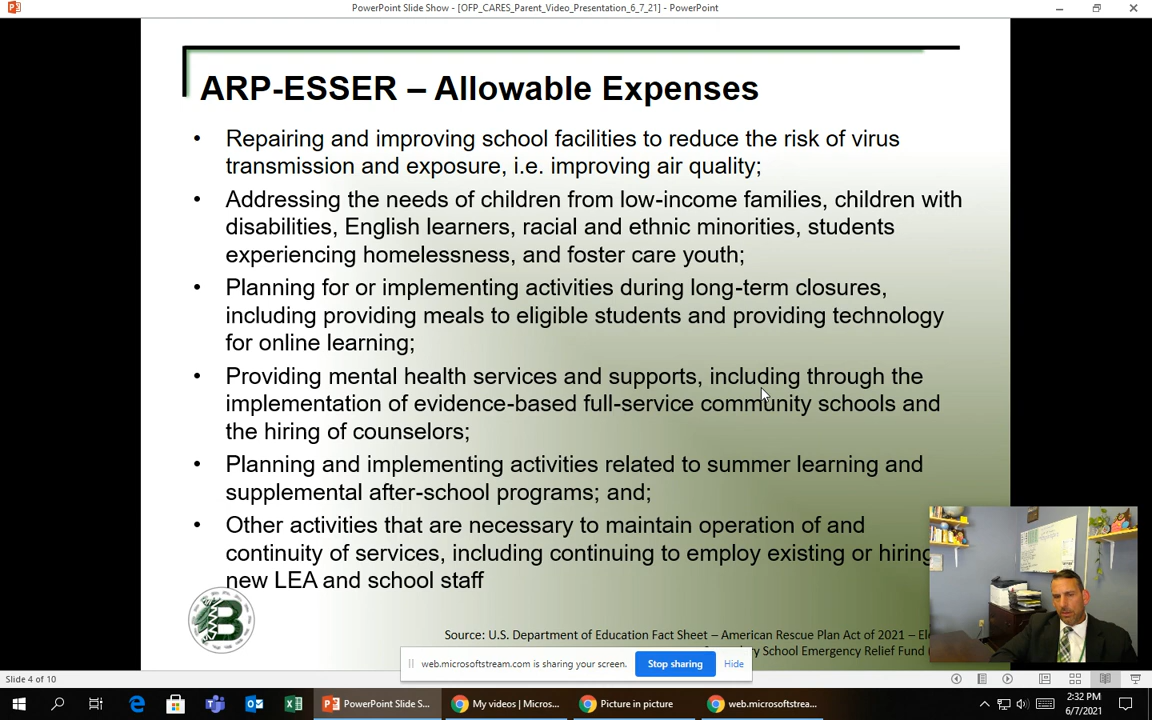 PowerPoint Slide Show - [OFP_CARES_Parent_Video_Presentation_6_7_21] - PowerPoint
ARP-ESSER – Allowable Expenses
• Repairing and improving school facilities to reduce the risk of virus
transmission and exposure, i.e. improving air quality;
• Addressing the needs of children from low-income families, children with
disabilities, English learners, racial and ethnic minorities, students
experiencing homelessness, and foster care youth;
• Planning for or implementing activities during long-term closures,
including providing meals to eligible students and providing technology
for online learning;
• Providing mental health services and supports, including through the
implementation of evidence-based full-service community schools and
the hiring of counselors;
• Planning and implementing activities related to summer learning and
supplemental after-school programs; and;
• Other activities that are necessary to maintain operation of and
continuity of services, including continuing to employ existing or hiring
new LEA and school staff
B
Source: U.S. Department of Education Fact Sheet – American Rescue Plan Act of 2021 –
School Emergency Relief Fund
web.microsoftstream.com is sharing your screen.
Stop sharing
Hide
Slide 4 of 10
PowerPoint Slide S...
My videos | Micros...
Picture in picture
web.microsoftstrea...
2:32 PM
6/7/2021